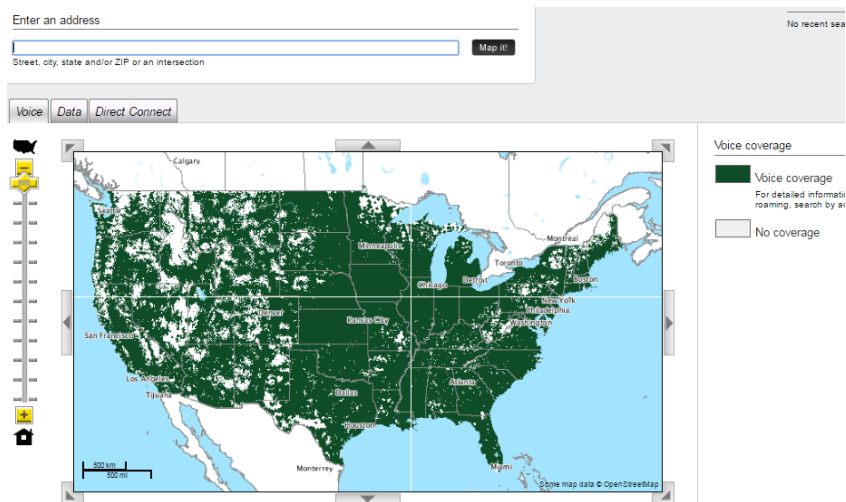 Enter an address
No recent sea
Map it!
Street, city, state and/or ZIP or an intersection
Voice
Data
Direct Connect
Voice coverage
Voice coverage
For detailed informati
roaming, search by ad
No coverage
Calgary
Seattle
Montreal
Minneapolis
Toronto
Boston
Chicago
Detroit
New York
Philadelphia
Denver
Kansas City
Washington
San Francisco
Los Angeles
Atlanta
Tijuana
Dallas
Houston
Monterrey
Miami
500 km
500 mi
Some map data © OpenStreetMap